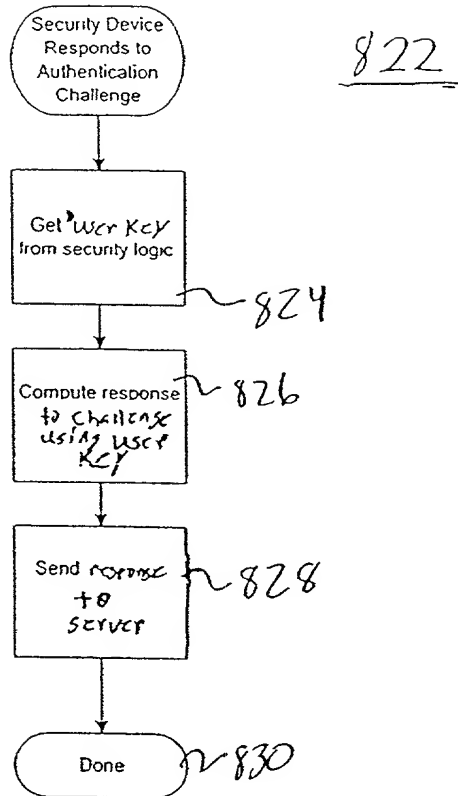 Security Device
Responds to
Authentication
Challenge
822
Get User Key
from security logic
824
Compute response
to challenge
using user
Key
826
Send response
to
server
828
Done
830